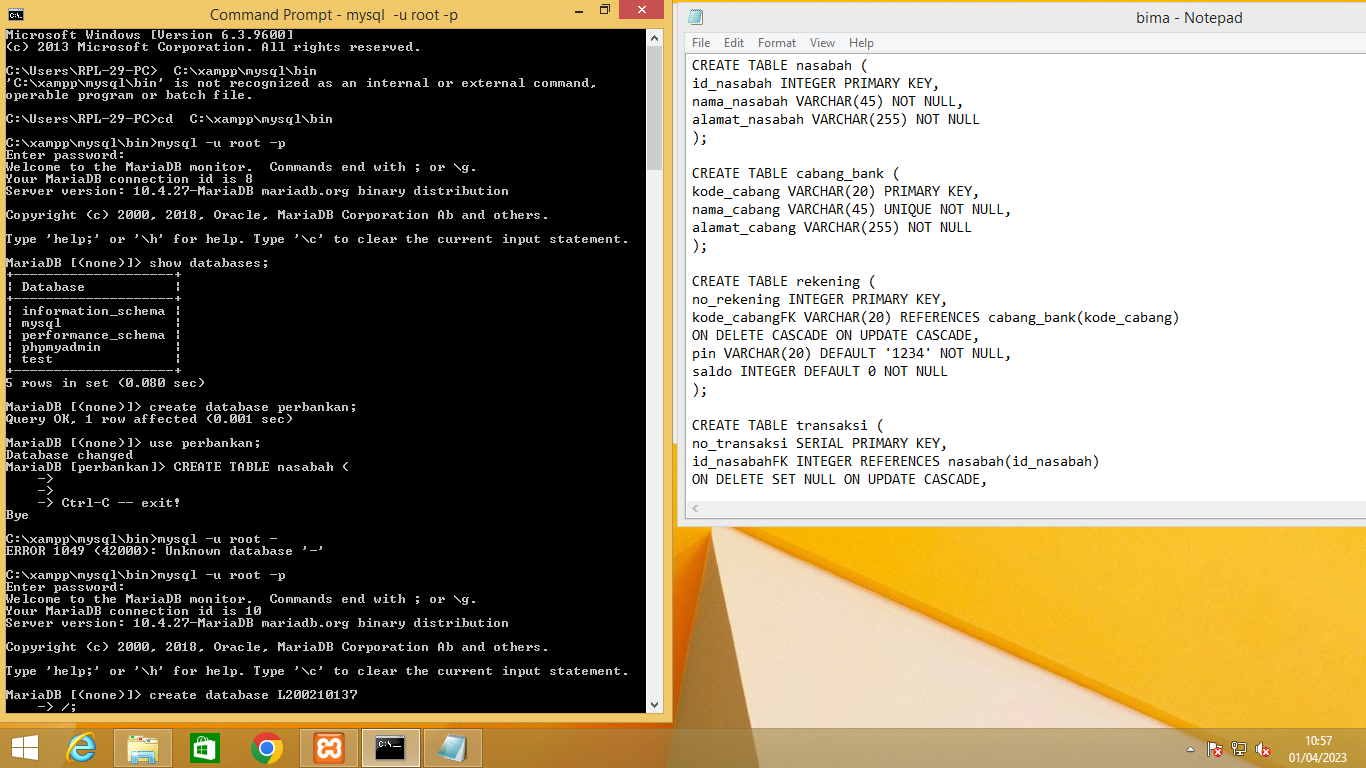 Command Prompt - mysql  -u root -p
Microsoft Windows [Version 6.3.9600]
(c) 2013 Microsoft Corporation. All rights reserved.
C:\Users\RPL-29-PC>  C:\xampp\mysql\bin
'C:\xampp\mysql\bin' is not recognized as an internal or external command,
operable program or batch file.
C:\Users\RPL-29-PC>cd  C:\xampp\mysql\bin
C:\xampp\mysql\bin>mysql -u root -p
Enter password:
Welcome to the MariaDB monitor.  Commands end with ; or \g.
Your MariaDB connection id is 8
Server version: 10.4.27-MariaDB mariadb.org binary distribution
Copyright (c) 2000, 2018, Oracle, MariaDB Corporation Ab and others.
Type 'help;' or '\h' for help. Type '\c' to clear the current input statement.
MariaDB [(none)]> show databases;
+--------------------+
| Database           |
+--------------------+
| information_schema |
| mysql              |
| performance_schema |
| phpmyadmin         |
| test               |
+--------------------+
5 rows in set (0.080 sec)
MariaDB [(none)]> create database perbankan;
Query OK, 1 row affected (0.001 sec)
MariaDB [(none)]> use perbankan;
Database changed
MariaDB [perbankan]> CREATE TABLE nasabah (
    ->
    ->
    -> Ctrl-C -- exit!
Bye
C:\xampp\mysql\bin>mysql -u root -
ERROR 1049 (42000): Unknown database '-'
C:\xampp\mysql\bin>mysql -u root -p
Enter password:
Welcome to the MariaDB monitor.  Commands end with ; or \g.
Your MariaDB connection id is 10
Server version: 10.4.27-MariaDB mariadb.org binary distribution
Copyright (c) 2000, 2018, Oracle, MariaDB Corporation Ab and others.
Type 'help;' or '\h' for help. Type '\c' to clear the current input statement.
MariaDB [(none)]> create database L200210137
    -> /;
bima - Notepad
File Edit Format View Help
CREATE TABLE nasabah (
id_nasabah INTEGER PRIMARY KEY,
nama_nasabah VARCHAR(45) NOT NULL,
alamat_nasabah VARCHAR(255) NOT NULL
);
CREATE TABLE cabang_bank (
kode_cabang VARCHAR(20) PRIMARY KEY,
nama_cabang VARCHAR(45) UNIQUE NOT NULL,
alamat_cabang VARCHAR(255) NOT NULL
);
CREATE TABLE rekening (
no_rekening INTEGER PRIMARY KEY,
kode_cabangFK VARCHAR(20) REFERENCES cabang_bank(kode_cabang)
ON DELETE CASCADE ON UPDATE CASCADE,
pin VARCHAR(20) DEFAULT '1234' NOT NULL,
saldo INTEGER DEFAULT 0 NOT NULL
);
CREATE TABLE transaksi (
no_transaksi SERIAL PRIMARY KEY,
id_nasabahFK INTEGER REFERENCES nasabah(id_nasabah)
ON DELETE SET NULL ON UPDATE CASCADE,
10:57
01/04/2023